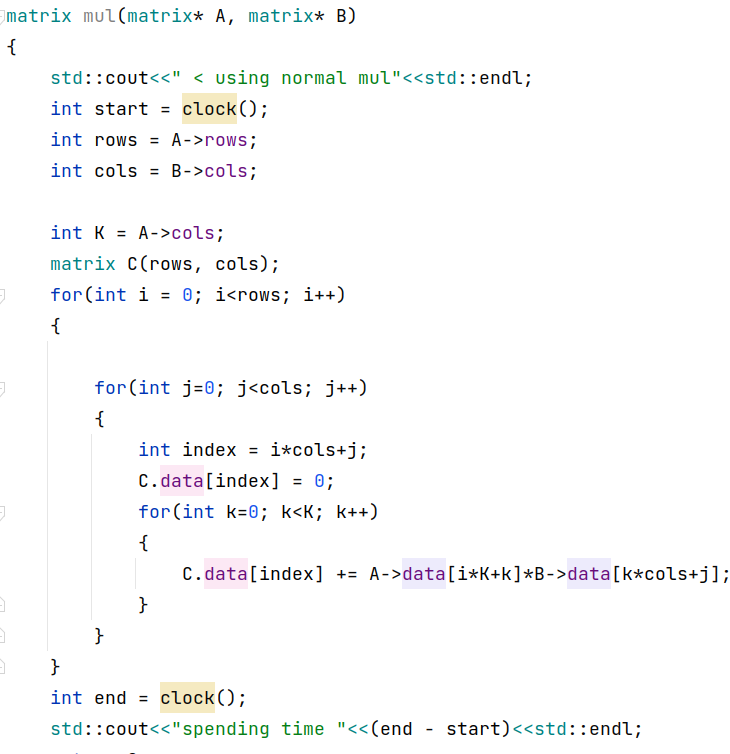 matrix mul(matrix* A, matrix* B)
{
    std::cout<<" < using normal mul"<<std::endl;
    int start = clock();
    int rows = A->rows;
    int cols = B->cols;

    int K = A->cols;
    matrix C(rows, cols);
    for(int i = 0; i<rows; i++)
    {

        for(int j=0; j<cols; j++)
        {
            int index = i*cols+j;
            C.data[index] = 0;
            for(int k=0; k<K; k++)
            {
                C.data[index] += A->data[i*K+k]*B->data[k*cols+j];
            }
        }
    }
    int end = clock();
    std::cout<<"spending time "<<(end - start)<<std::endl;